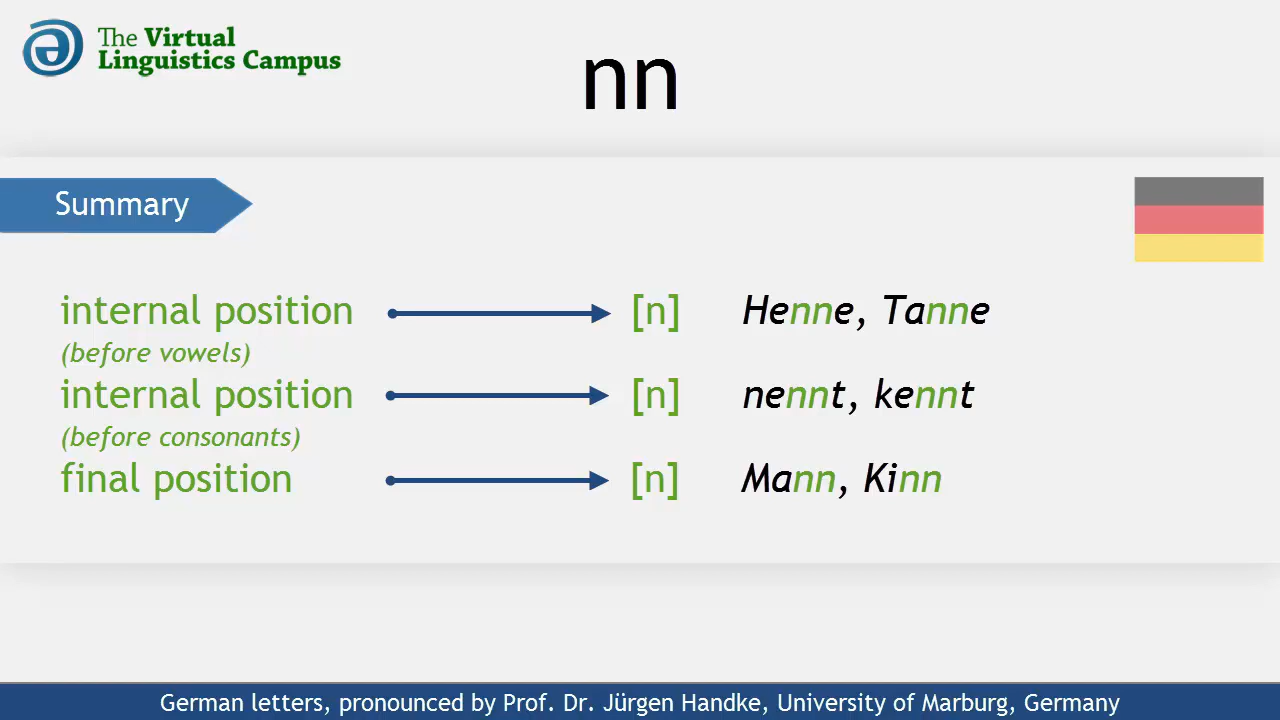 The Virtual
Linguistics Campus
nn
Summary
internal position [n] Henne, Tanne
(before vowels)
internal position [n] nennt, kennt
(before consonants)
final position [n] Mann, Kinn
German letters, pronounced by Prof. Dr. Jürgen Handke, University of Marburg, Germany